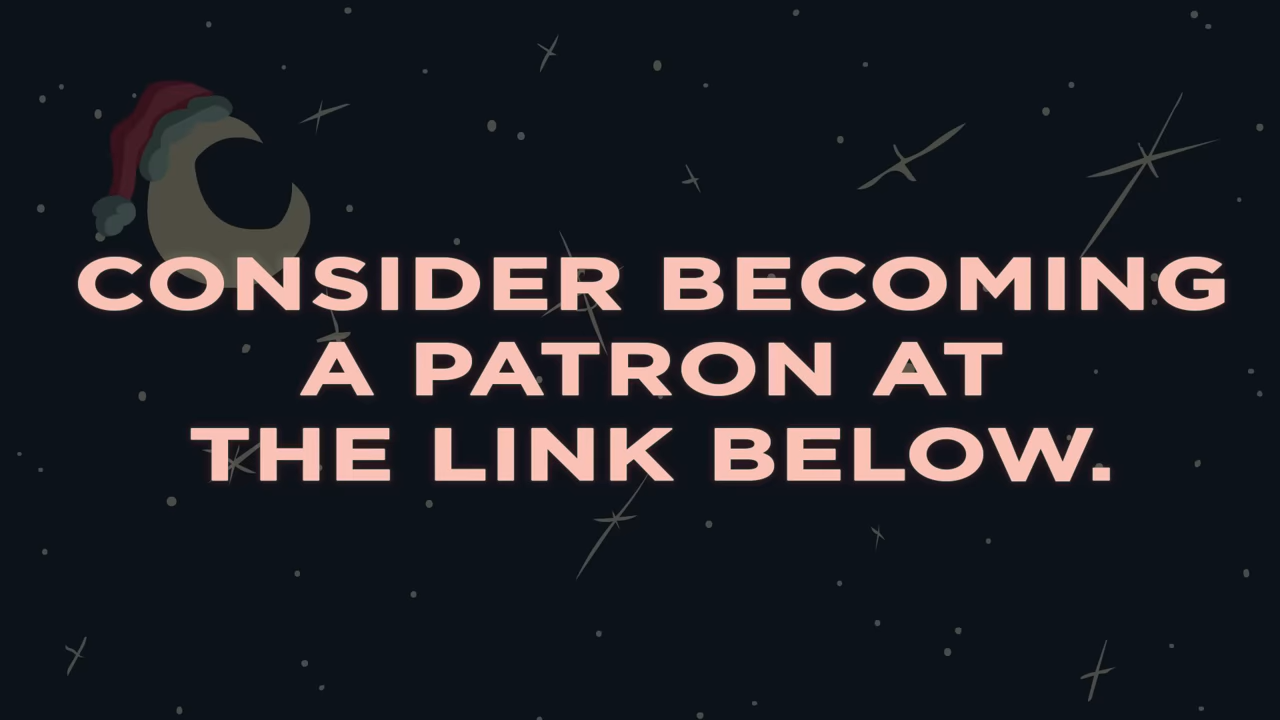 CONSIDER BECOMING
A PATRON AT
THE LINK BELOW.